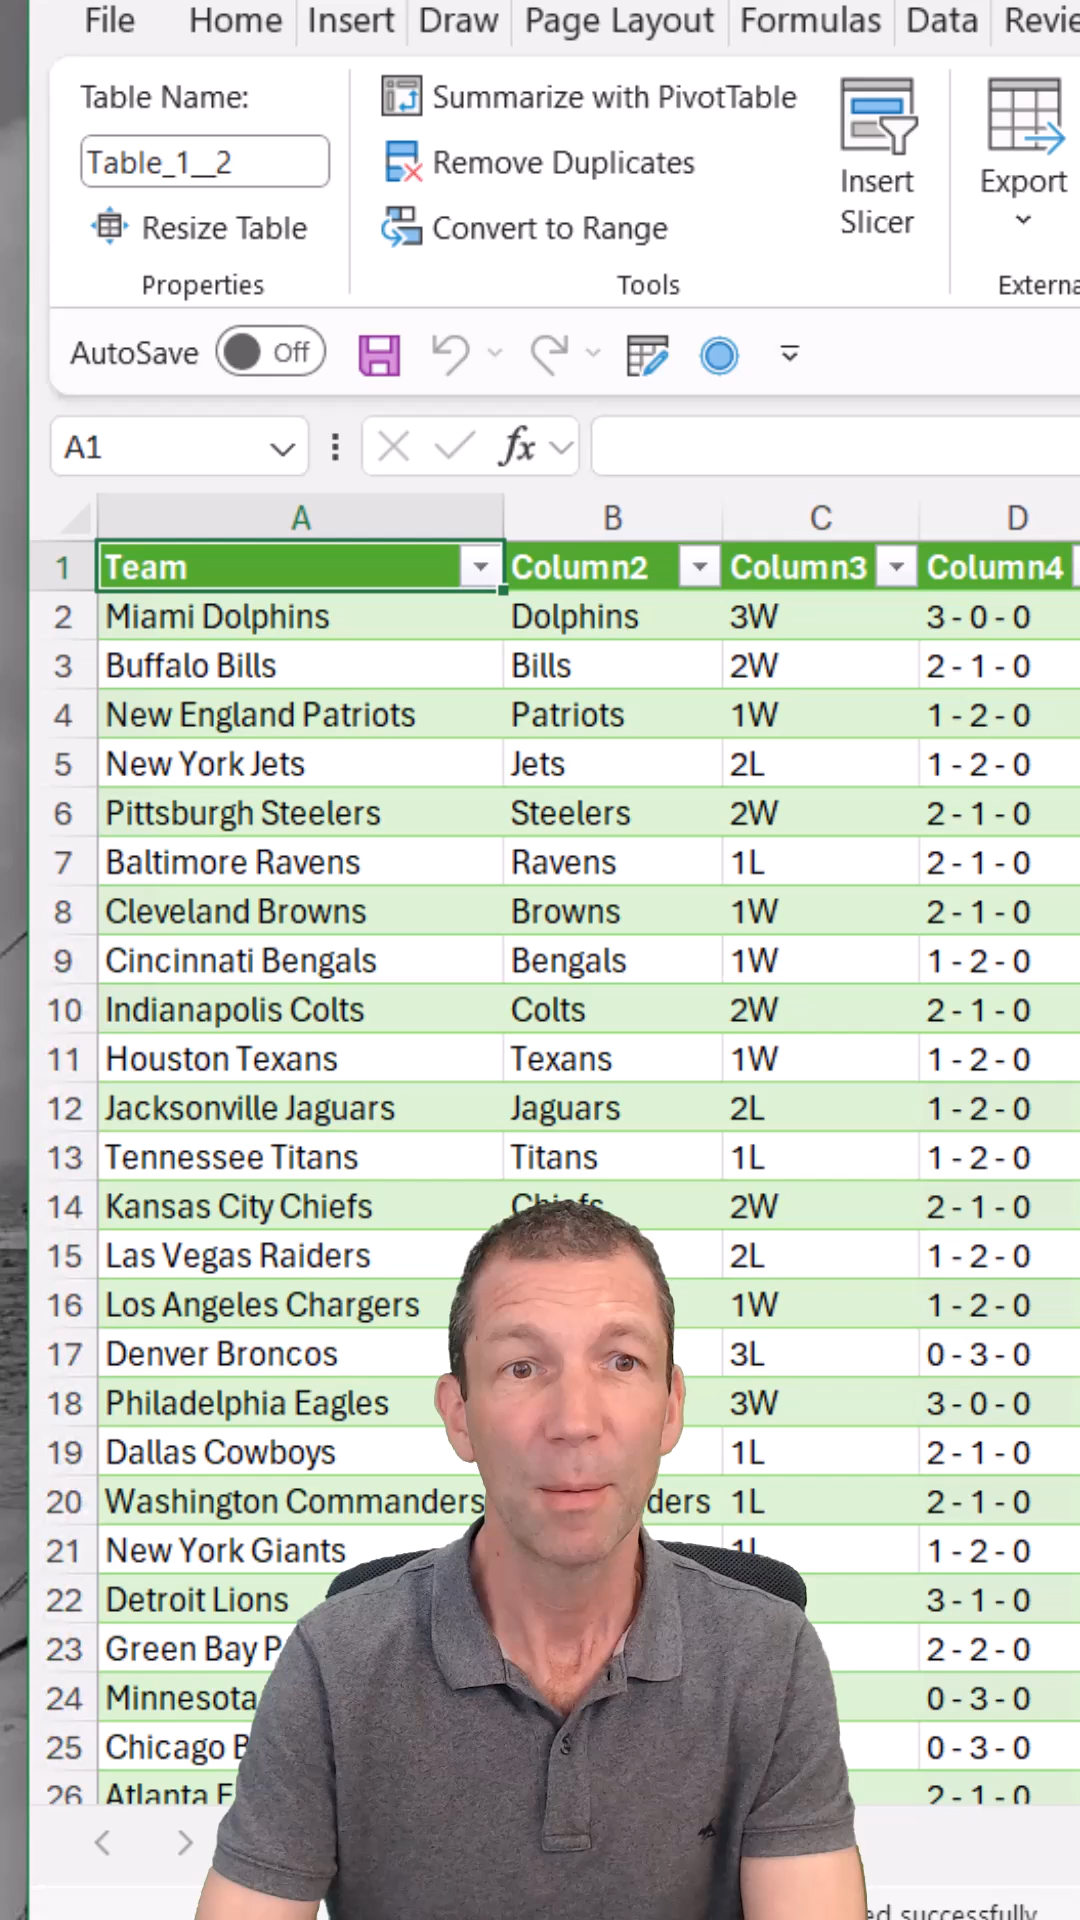 File Home Insert Draw Page Layout Formulas Data
Table Name:
Table_1__2
Resize Table
Properties
Summarize with PivotTable
Remove Duplicates
Convert to Range
Tools
Insert
Slicer
Export
AutoSave Off
A1 fx
A B C D
1 Team Column2 Column3 Column4
2 Miami Dolphins Dolphins 3W 3 - 0 - 0
3 Buffalo Bills Bills 2W 2 - 1 - 0
4 New England Patriots Patriots 1W 1 - 2 - 0
5 New York Jets Jets 2L 1 - 2 - 0
6 Pittsburgh Steelers Steelers 2W 2 - 1 - 0
7 Baltimore Ravens Ravens 1L 2 - 1 - 0
8 Cleveland Browns Browns 1W 2 - 1 - 0
9 Cincinnati Bengals Bengals 1W 1 - 2 - 0
10 Indianapolis Colts Colts 2W 2 - 1 - 0
11 Houston Texans Texans 1W 1 - 2 - 0
12 Jacksonville Jaguars Jaguars 2L 1 - 2 - 0
13 Tennessee Titans Titans 1L 1 - 2 - 0
14 Kansas City Chiefs Chiefs 2W 2 - 1 - 0
15 Las Vegas Raiders 2L 1 - 2 - 0
16 Los Angeles Chargers 1W 1 - 2 - 0
17 Denver Broncos 3L 0 - 3 - 0
18 Philadelphia Eagles 3W 3 - 0 - 0
19 Dallas Cowboys 1L 2 - 1 - 0
20 Washington Commanders 1L 2 - 1 - 0
21 New York Giants 1L 1 - 2 - 0
22 Detroit Lions 3 - 1 - 0
23 Green Bay 2 - 2 - 0
24 Minnesota 0 - 3 - 0
25 Chicago 0 - 3 - 0
26 Atlanta 2 - 1 - 0
successfully